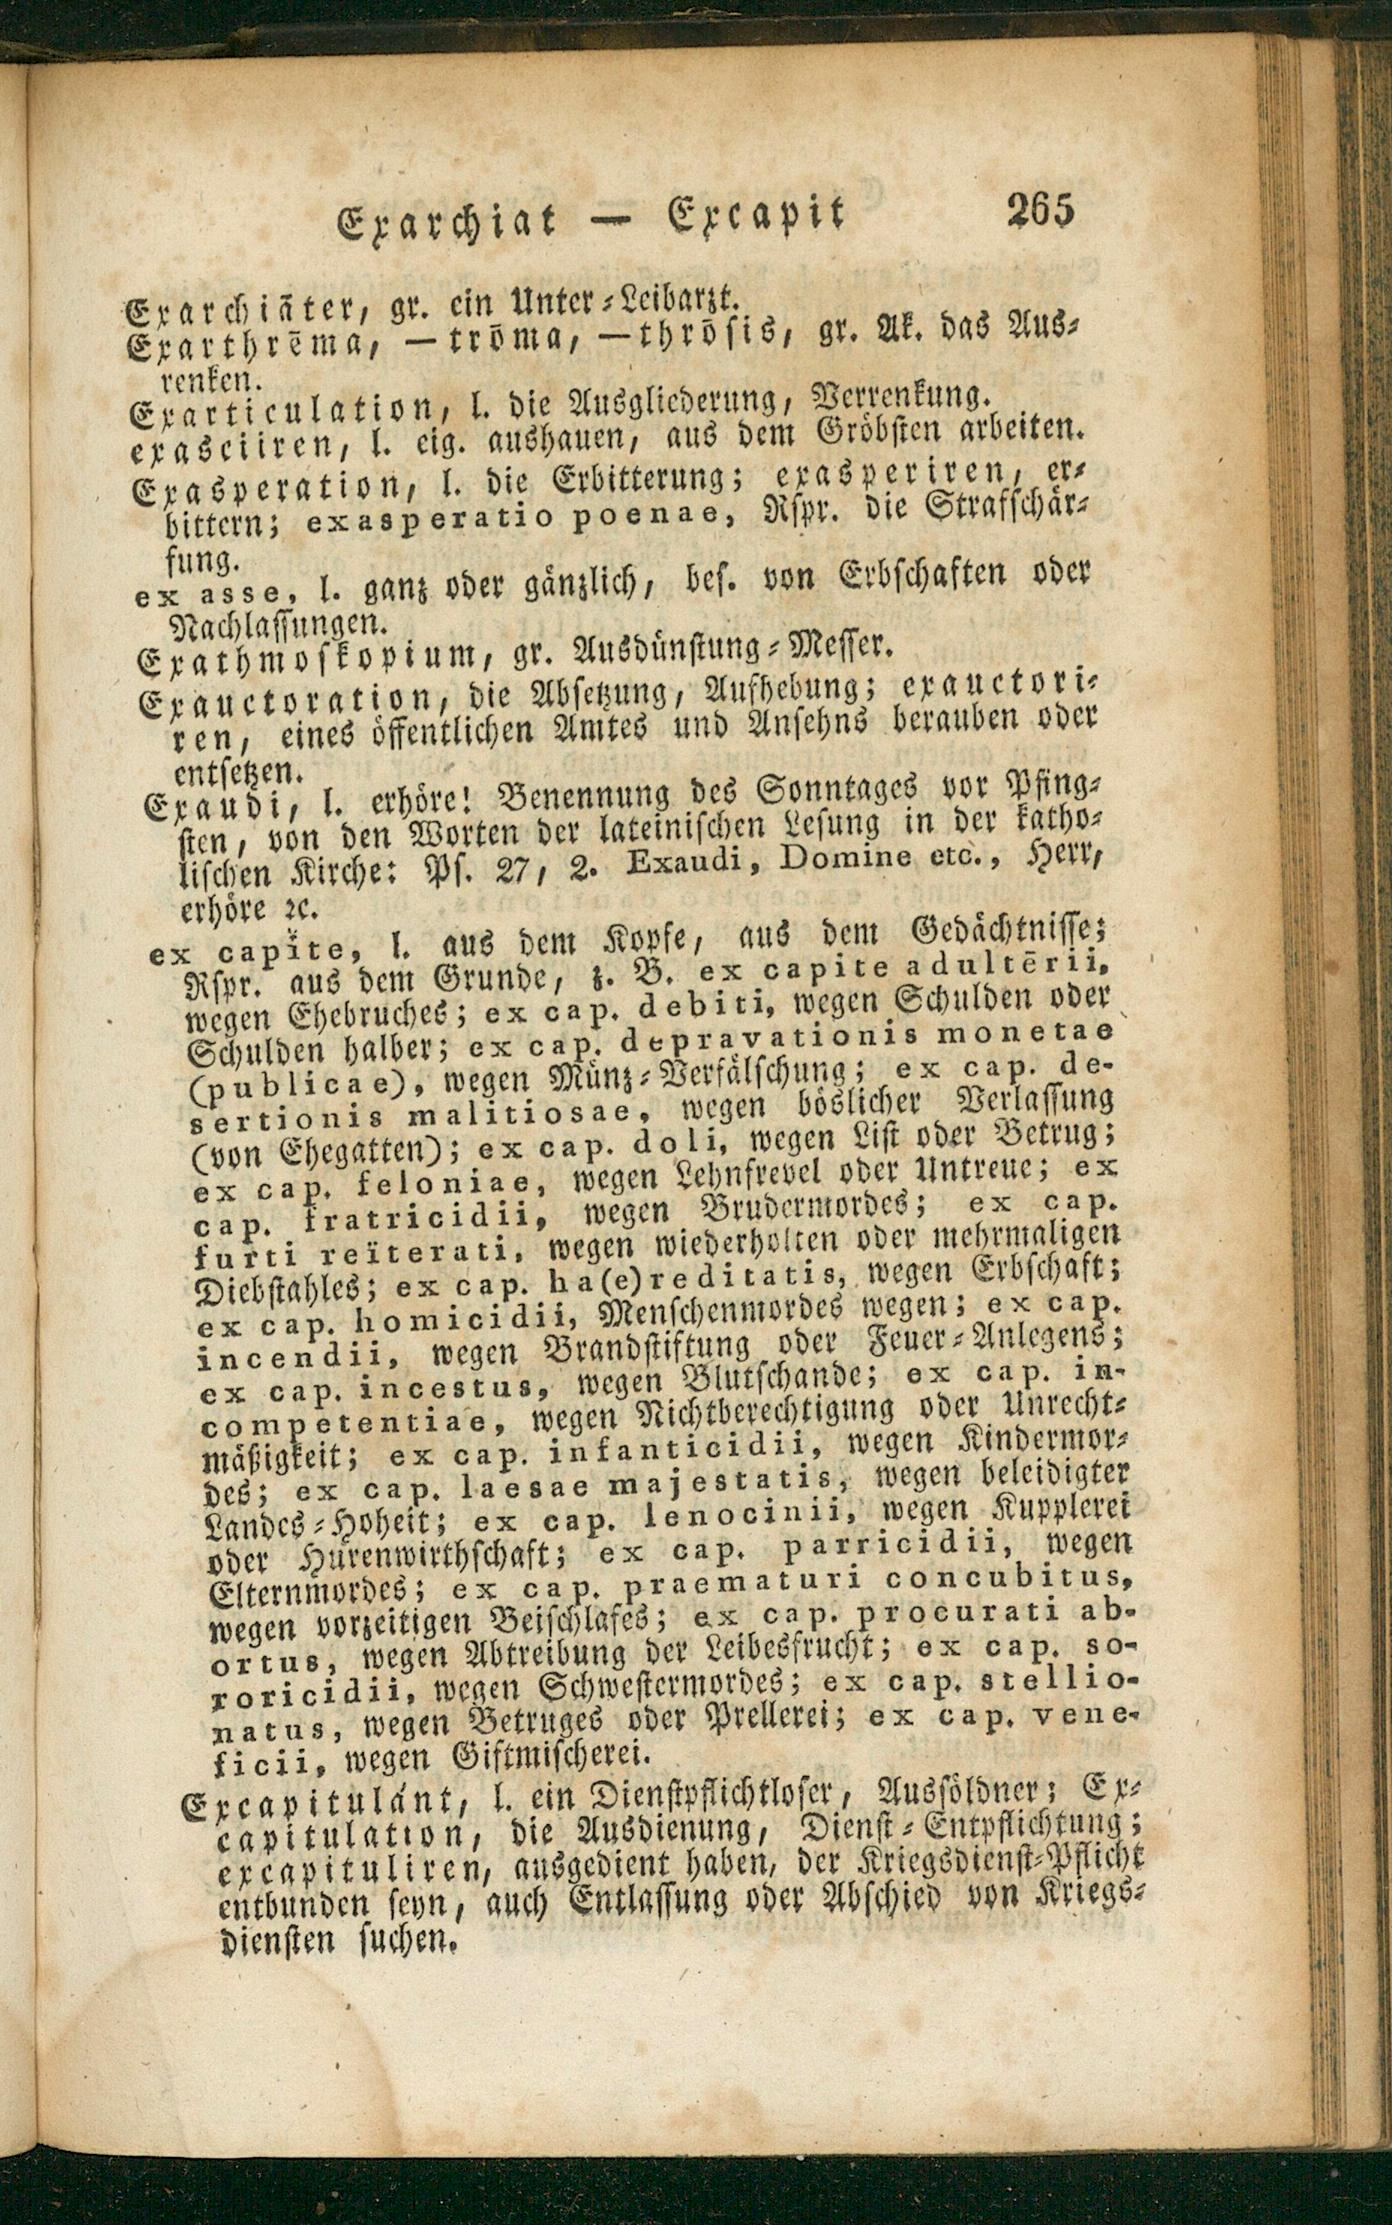 Exarchiat — Excapit 265
Exarchiāter, gr. ein Unter-Leibarzt.
Exarthrēma, —trōma, —thrōsis, gr. Ak. das Aus-
renken.
Exarticulation, l. die Ausgliederung, Verrenkung.
exasciiren, l. eig. aushauen, aus dem Gröbsten arbeiten.
Exasperation, l. die Erbitterung; exasperiren, er-
bittern; exasperatio poenae, Rspr. die Strafschär-
fung.
ex asse, l. ganz oder gänzlich, bes. von Erbschaften oder
Nachlassungen.
Exathmoskopium, gr. Ausdünstung-Messer.
Exauctoration, die Absetzung, Aufhebung; exauctori-
ren, eines öffentlichen Amtes und Ansehns berauben oder
entsetzen.
Exaudi, l. erhöre! Benennung des Sonntages vor Pfing-
sten, von den Worten der lateinischen Lesung in der katho-
lischen Kirche: Ps. 27, 2. Exaudi, Domine etc., Herr,
erhöre ꝛc.
ex capĭte, l. aus dem Kopfe, aus dem Gedächtnisse;
Rspr. aus dem Grunde, z. B. ex capite adultērii,
wegen Ehebruches; ex cap. debiti, wegen Schulden oder
Schulden halber; ex cap. depravationis monetae
(publicae), wegen Münz-Verfälschung; ex cap. de-
sertionis malitiosae, wegen böslicher Verlassung
(von Ehegatten); ex cap. doli, wegen List oder Betrug;
ex cap. feloniae, wegen Lehnfrevel oder Untreue; ex
cap. fratricidii, wegen Brudermordes; ex cap.
furti reïterati, wegen wiederholten oder mehrmaligen
Diebstahles; ex cap. ha(e)reditatis, wegen Erbschaft;
ex cap. homicidii, Menschenmordes wegen; ex cap.
incendii, wegen Brandstiftung oder Feuer-Anlegens;
ex cap. incestus, wegen Blutschande; ex cap. in-
competentiae, wegen Nichtberechtigung oder Unrecht-
mäßigkeit; ex cap. infanticidii, wegen Kindermor-
des; ex cap. laesae majestatis, wegen beleidigter
Landes-Hoheit; ex cap. lenocinii, wegen Kupplerei
oder Hurenwirthschaft; ex cap. parricidii, wegen
Elternmordes; ex cap. praematuri concubitus,
wegen vorzeitigen Beischlafes; ex cap. procurati ab-
ortus, wegen Abtreibung der Leibesfrucht; ex cap. so-
roricidii, wegen Schwestermordes; ex cap. stellio-
natus, wegen Betruges oder Prellerei; ex cap. vene-
ficii, wegen Giftmischerei.
Excapitulánt, l. ein Dienstpflichtloser, Aussöldner; Ex-
capitulation, die Ausdienung, Dienst-Entpflichtung;
excapituliren, ausgedient haben, der Kriegsdienst-Pflicht
entbunden seyn, auch Entlassung oder Abschied von Kriegs-
diensten suchen.